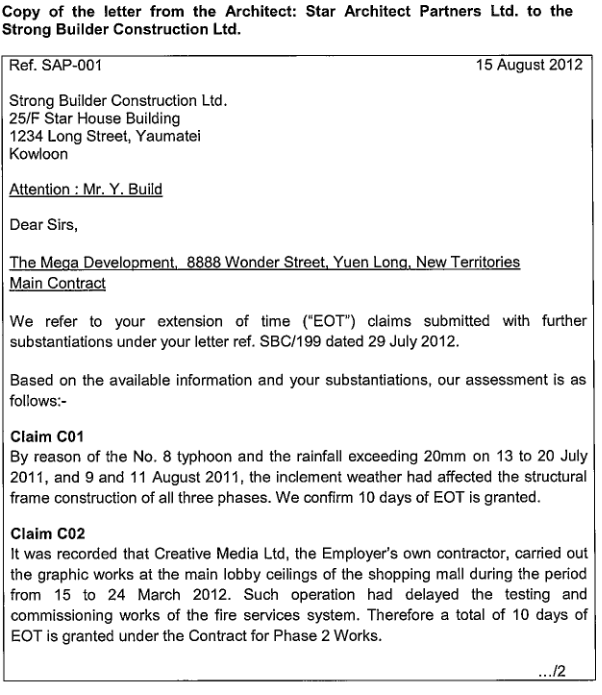 Copy of the letter from the Architect: Star Architect Partners Ltd. to the
Strong Builder Construction Ltd.
Ref. SAP-001 15 August 2012
Strong Builder Construction Ltd.
25/F Star House Building
1234 Long Street, Yaumatei
Kowloon
Attention : Mr. Y. Build
Dear Sirs,
The Mega Development, 8888 Wonder Street, Yuen Long, New Territories
Main Contract
We refer to your extension of time ("EOT") claims submitted with further
substantiations under your letter ref. SBC/199 dated 29 July 2012.
Based on the available information and your substantiations, our assessment is as
follows:-
Claim C01
By reason of the No. 8 typhoon and the rainfall exceeding 20mm on 13 to 20 July
2011, and 9 and 11 August 2011, the inclement weather had affected the structural
frame construction of all three phases. We confirm 10 days of EOT is granted.
Claim C02
It was recorded that Creative Media Ltd, the Employer's own contractor, carried out
the graphic works at the main lobby ceilings of the shopping mall during the period
from 15 to 24 March 2012. Such operation had delayed the testing and
commissioning works of the fire services system. Therefore a total of 10 days of
EOT is granted under the Contract for Phase 2 Works.
.../2